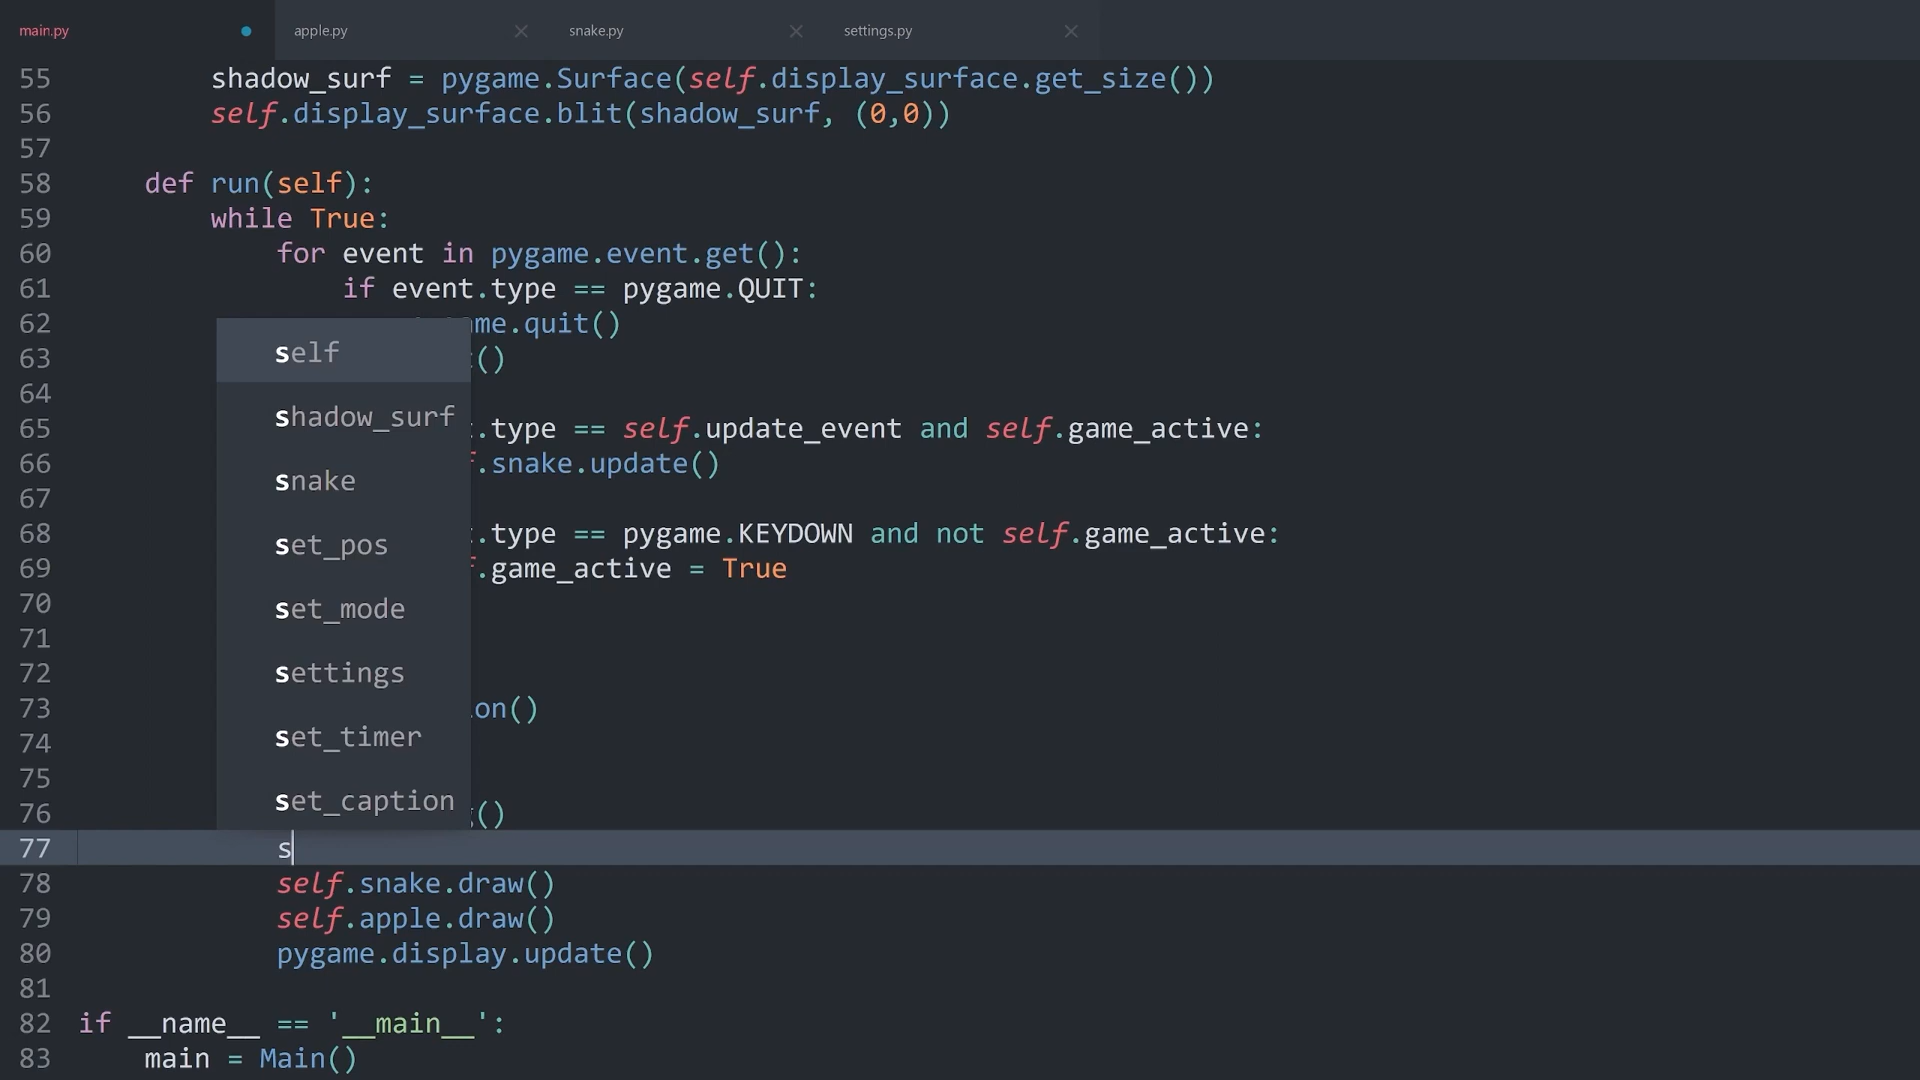 main.py apple.py snake.py settings.py
55 shadow_surf = pygame.Surface(self.display_surface.get_size())
56 self.display_surface.blit(shadow_surf, (0,0))
57
58 def run(self):
59 while True:
60 for event in pygame.event.get():
61 if event.type == pygame.QUIT:
62 me.quit()
63 ()
64
65 .type == self.update_event and self.game_active:
66 .snake.update()
67
68 .type == pygame.KEYDOWN and not self.game_active:
69 .game_active = True
70
71
72
73 on()
74
75
76 ()
self
shadow_surf
snake
set_pos
set_mode
settings
set_timer
set_caption
77 s
78 self.snake.draw()
79 self.apple.draw()
80 pygame.display.update()
81
82 if __name__ == '__main__':
83 main = Main()